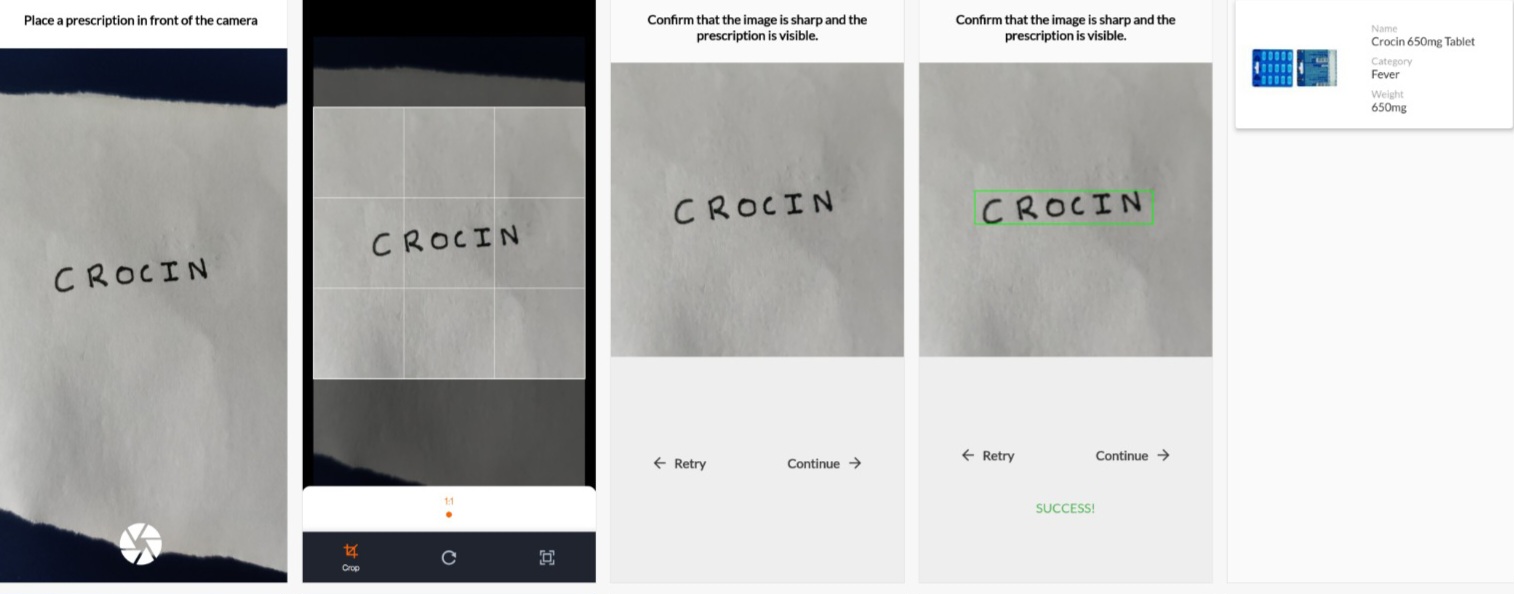 Place a prescription in front of the camera
CROCIN
CROCIN
1:1
Crop
Confirm that the image is sharp and the
prescription is visible.
CROCIN
Retry
Continue
Confirm that the image is sharp and the
prescription is visible.
CROCIN
Retry
Continue
SUCCESS!
Name
Crocin 650mg Tablet
Category
Fever
Weight
650mg